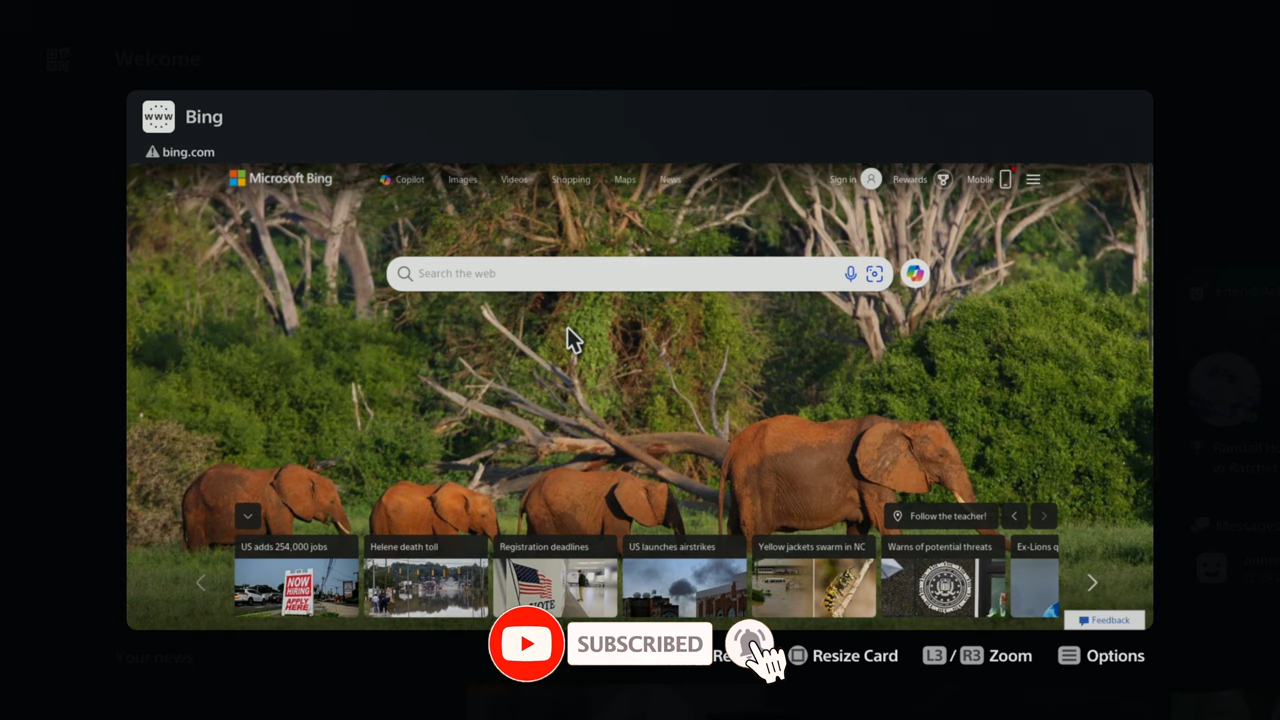 Welcome
www
Bing
bing.com
Microsoft Bing
Copilot
Images
Videos
Shopping
Maps
News
Sign in
Rewards
Mobile
Search the web
Follow the teacher!
US adds 254,000 jobs
Helene death toll
Registration deadlines
US launches airstrikes
Yellow jackets swarm in NC
Warns of potential threats
Ex-Lions q
NOW
HIRING
APPLY
HERE
VOTE
Feedback
SUBSCRIBED
Resize Card
L3 / R3 Zoom
Options
Your news